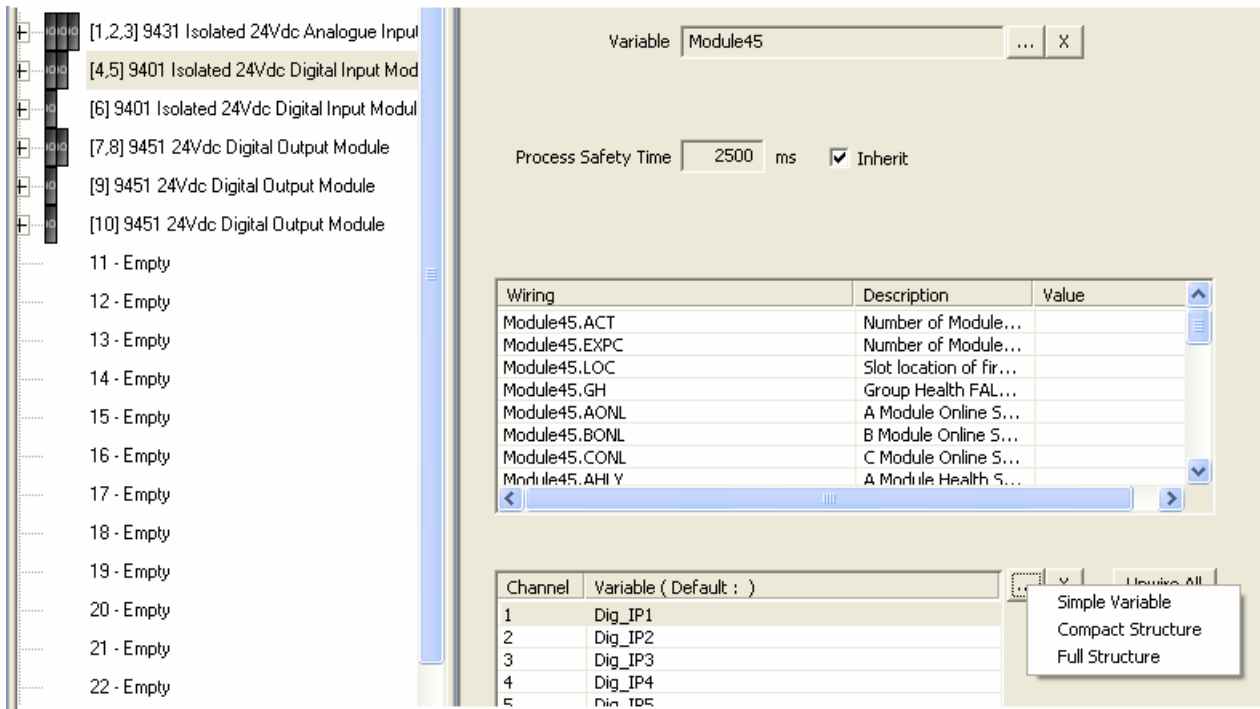 [1,2,3] 9431 Isolated 24Vdc Analogue Input
[4,5] 9401 Isolated 24Vdc Digital Input Mod
[6] 9401 Isolated 24Vdc Digital Input Modul
[7,8] 9451 24Vdc Digital Output Module
[9] 9451 24Vdc Digital Output Module
[10] 9451 24Vdc Digital Output Module
11 - Empty
12 - Empty
13 - Empty
14 - Empty
15 - Empty
16 - Empty
17 - Empty
18 - Empty
19 - Empty
20 - Empty
21 - Empty
22 - Empty
Variable Module45 ... X
Process Safety Time 2500 ms Inherit
Wiring Description Value
Module45.ACT Number of Module...
Module45.EXPC Number of Module...
Module45.LOC Slot location of fir...
Module45.GH Group Health FAL...
Module45.AONL A Module Online S...
Module45.BONL B Module Online S...
Module45.CONL C Module Online S...
Module45.AHLY A Module Health S...
Channel Variable ( Default : ) ... X Unwire All
1 Dig_IP1
2 Dig_IP2
3 Dig_IP3
4 Dig_IP4
5 Dig_IP5
Simple Variable
Compact Structure
Full Structure